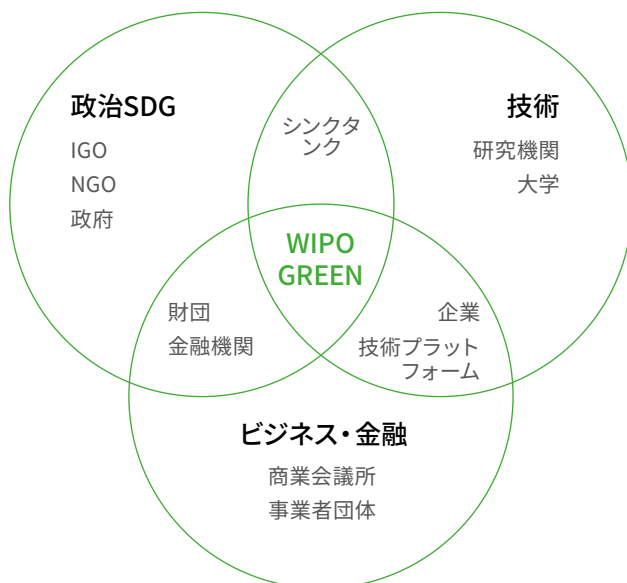 政治SDG
IGO
NGO
政府
シンクタ
ンク
技術
研究機関
大学
WIPO
GREEN
財団
金融機関
企業
技術プラット
フォーム
ビジネス・金融
商業会議所
事業者団体